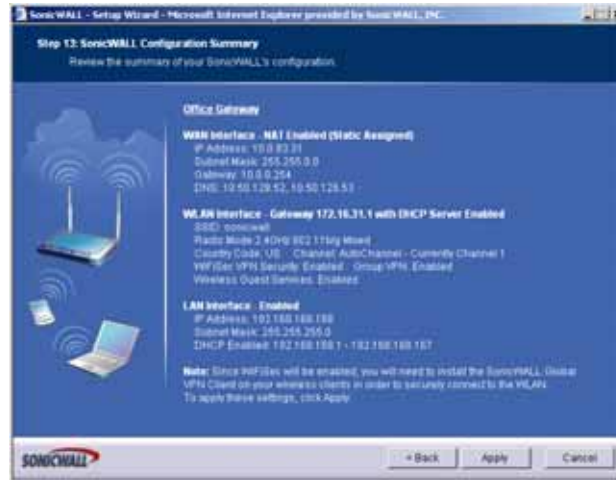 SonicWALL - Setup Wizard - Microsoft Internet Explorer provided by SonicWALL, INC.
Step 13: SonicWALL Configuration Summary
Review the summary of your SonicWALL's configuration.
Office Gateway
WAN Interface - NAT Enabled (Static Assigned)
IP Address: 10.0.83.31
Subnet Mask: 255.255.0.0
Gateway: 10.0.0.254
DNS: 10.50.128.52, 10.50.128.53
WLAN Interface - Gateway 172.16.31.1 with DHCP Server Enabled
SSID: sonicwall
Radio Mode 2.4GHz 802.11b/g Mixed
Country Code: US Channel: AutoChannel - Currently Channel 1
WiFiSec VPN Security: Enabled Group VPN: Enabled
Wireless Guest Services: Enabled
LAN Interface - Enabled
IP Address: 192.168.168.168
Subnet Mask: 255.255.255.0
DHCP Enabled: 192.168.168.1 - 192.168.168.167
Note: Since WiFiSec will be enabled, you will need to install the SonicWALL Global
VPN Client on your wireless clients in order to securely connect to the WLAN.
To apply these settings, click Apply.
SONICWALL
< Back
Apply
Cancel